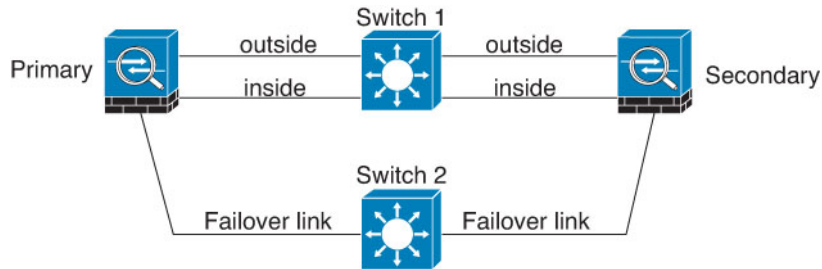 Switch 1
outside outside
Primary Secondary
inside inside
Switch 2
Failover link Failover link